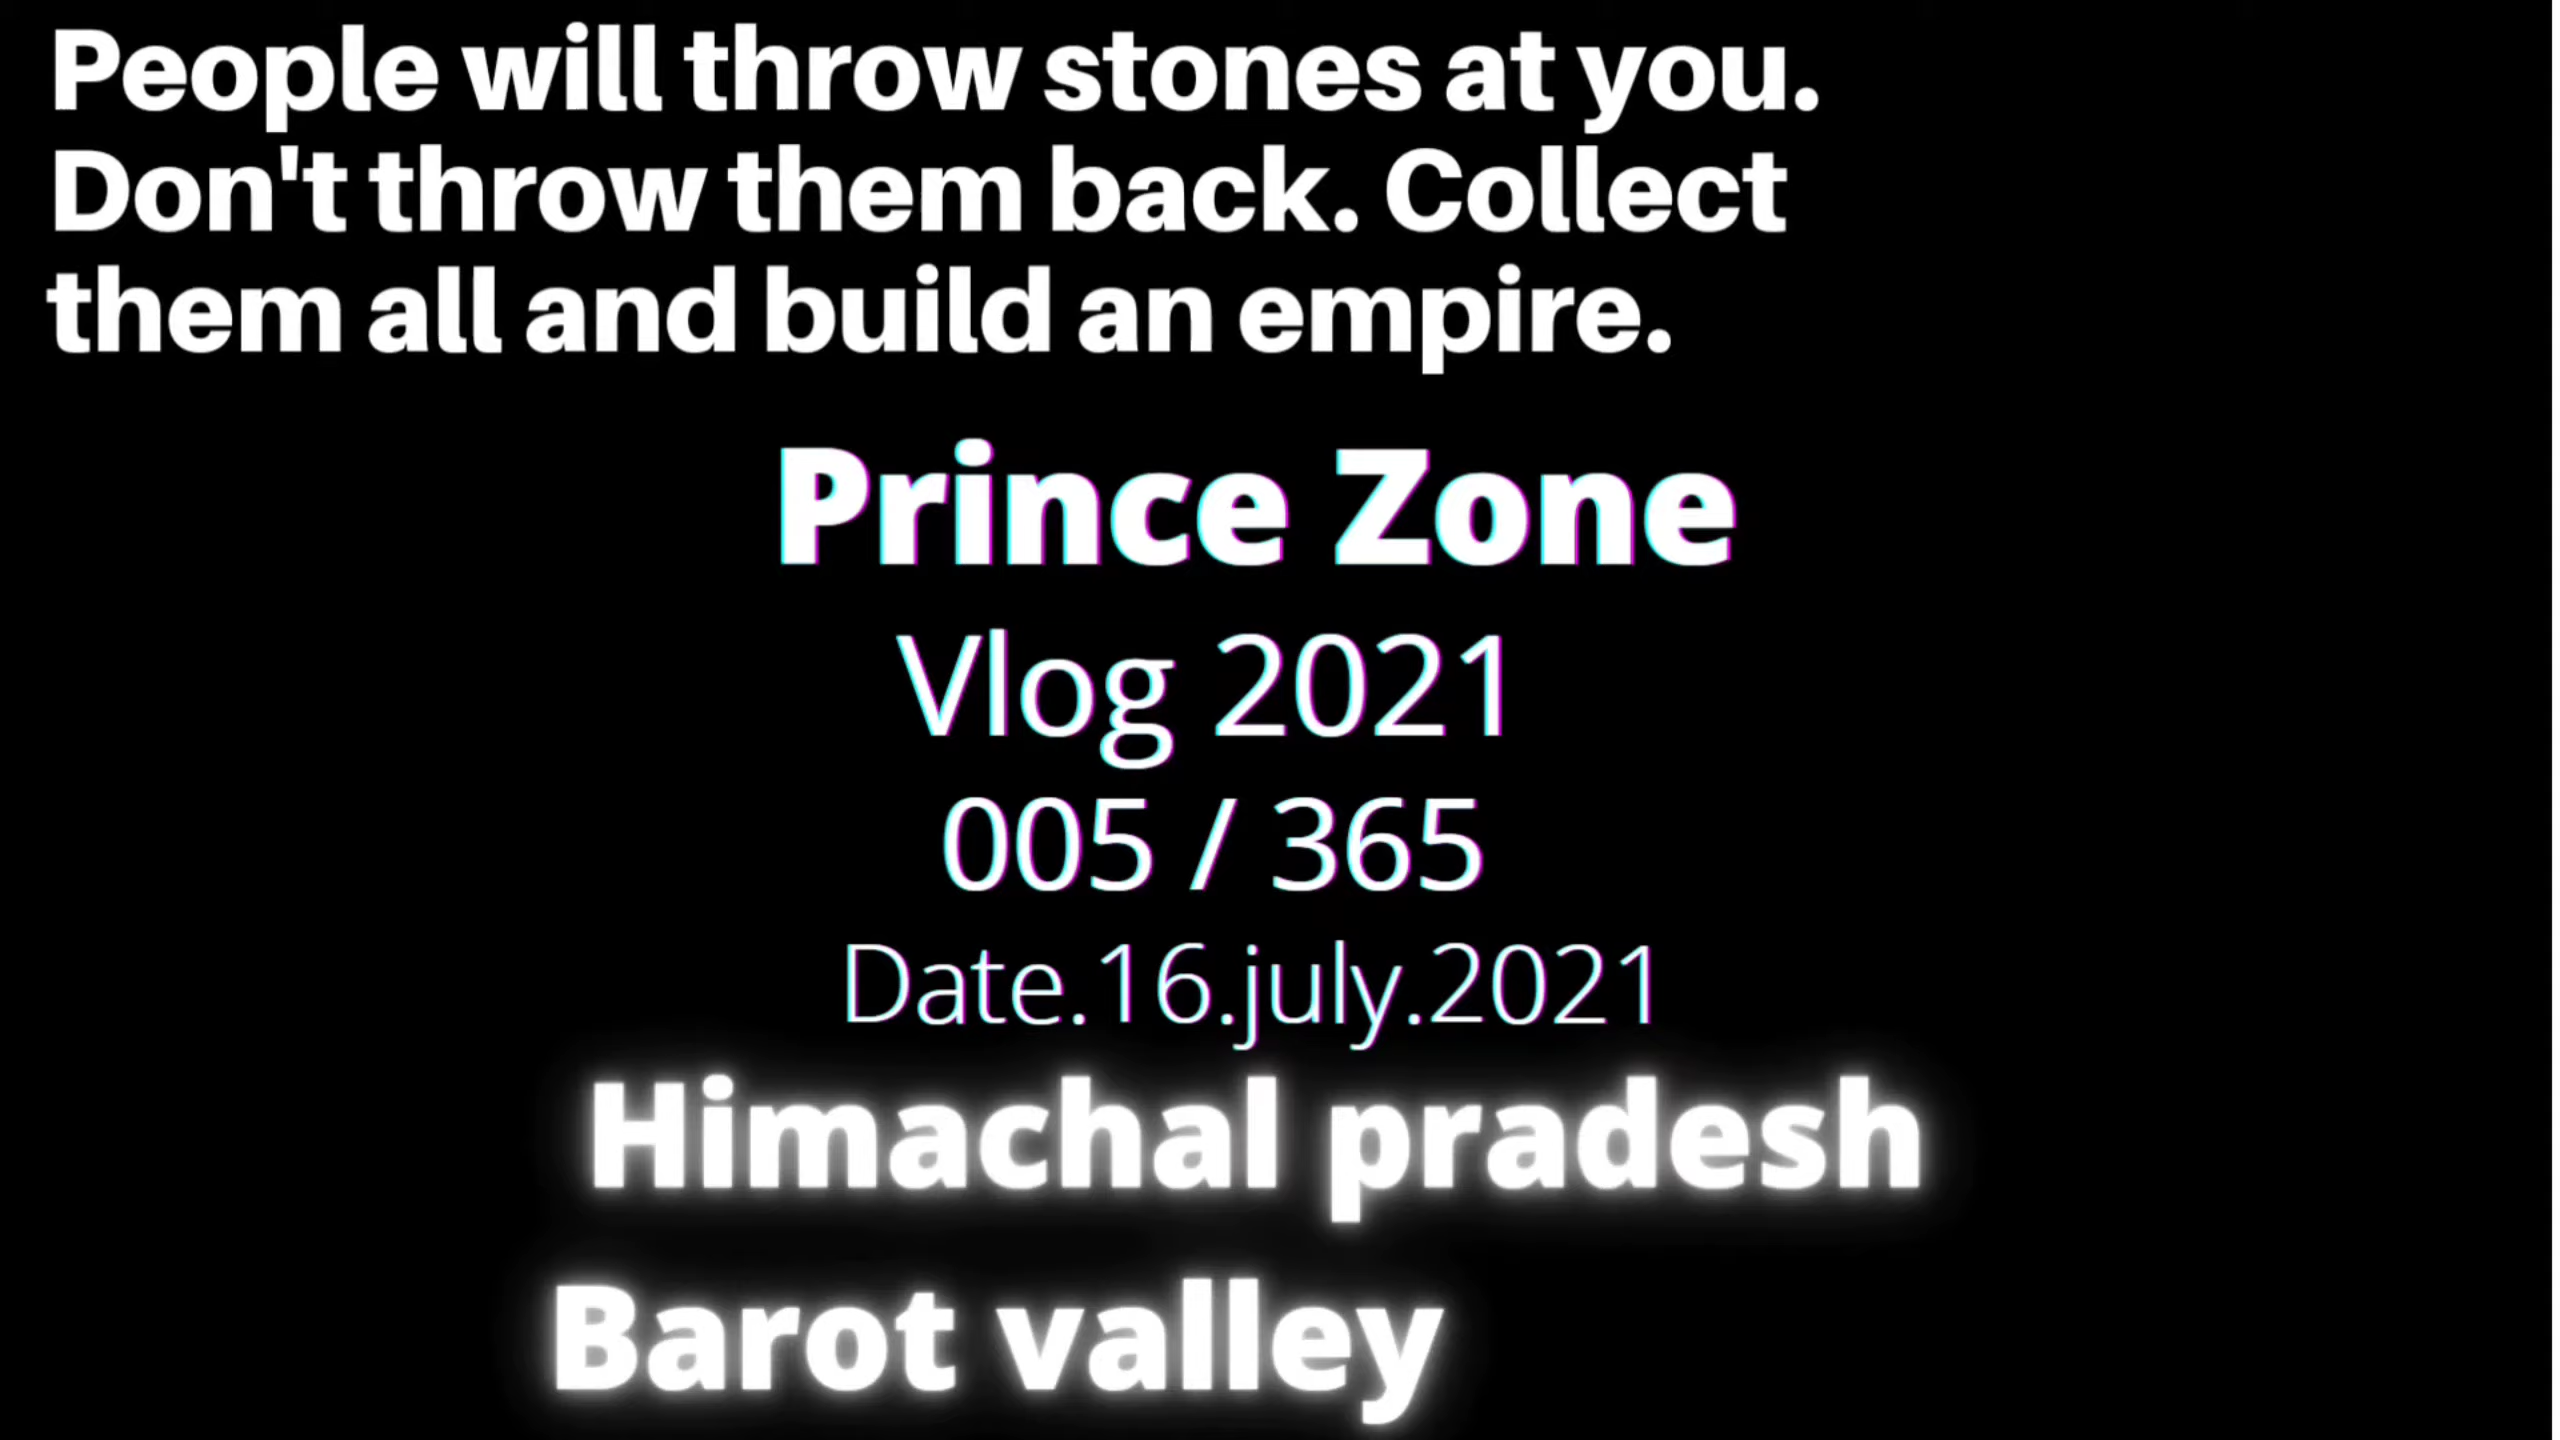 People will throw stones at you.
Don't throw them back. Collect
them all and build an empire.
Prince Zone
Vlog 2021
005 / 365
Date.16.july.2021
Himachal pradesh
Barot valley